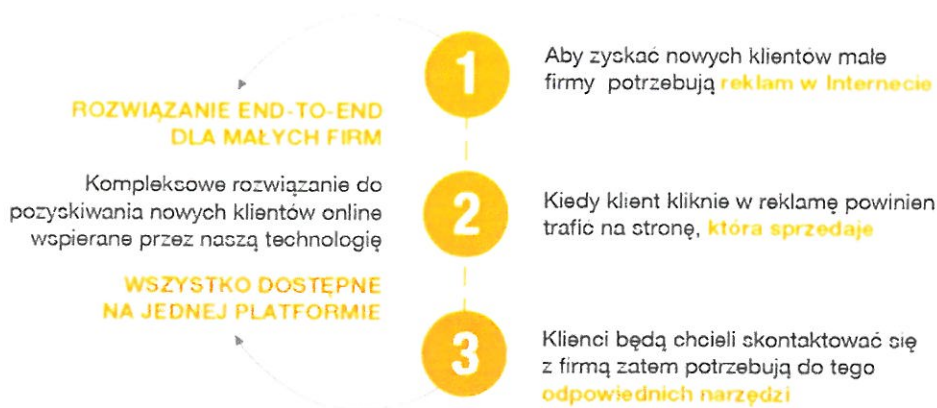 ROZWIĄZANIE END-TO-END
DLA MAŁYCH FIRM
Kompleksowe rozwiązanie do
pozyskiwania nowych klientów online
wspierane przez naszą technologię
WSZYSTKO DOSTĘPNE
NA JEDNEJ PLATFORMIE
1
Aby zyskać nowych klientów małe
firmy potrzebują reklam w Internecie
2
Kiedy klient kliknie w reklamę powinien
trafić na stronę, która sprzedaje
3
Klienci będą chcieli skontaktować się
z firmą zatem potrzebują do tego
odpowiednich narzędzi